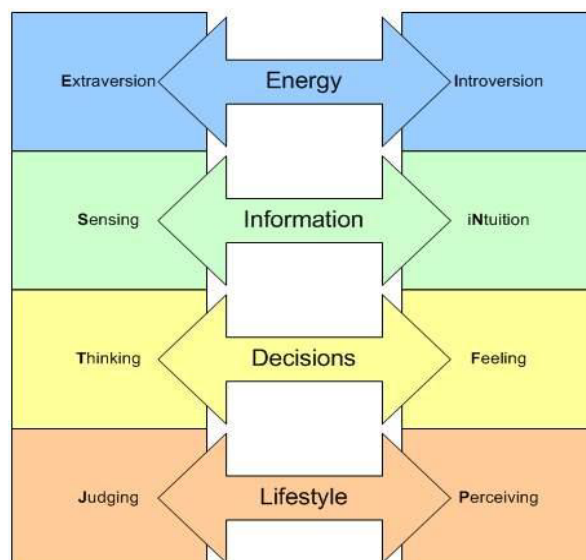 Extraversion Energy Introversion
Sensing Information iNtuition
Thinking Decisions Feeling
Judging Lifestyle Perceiving